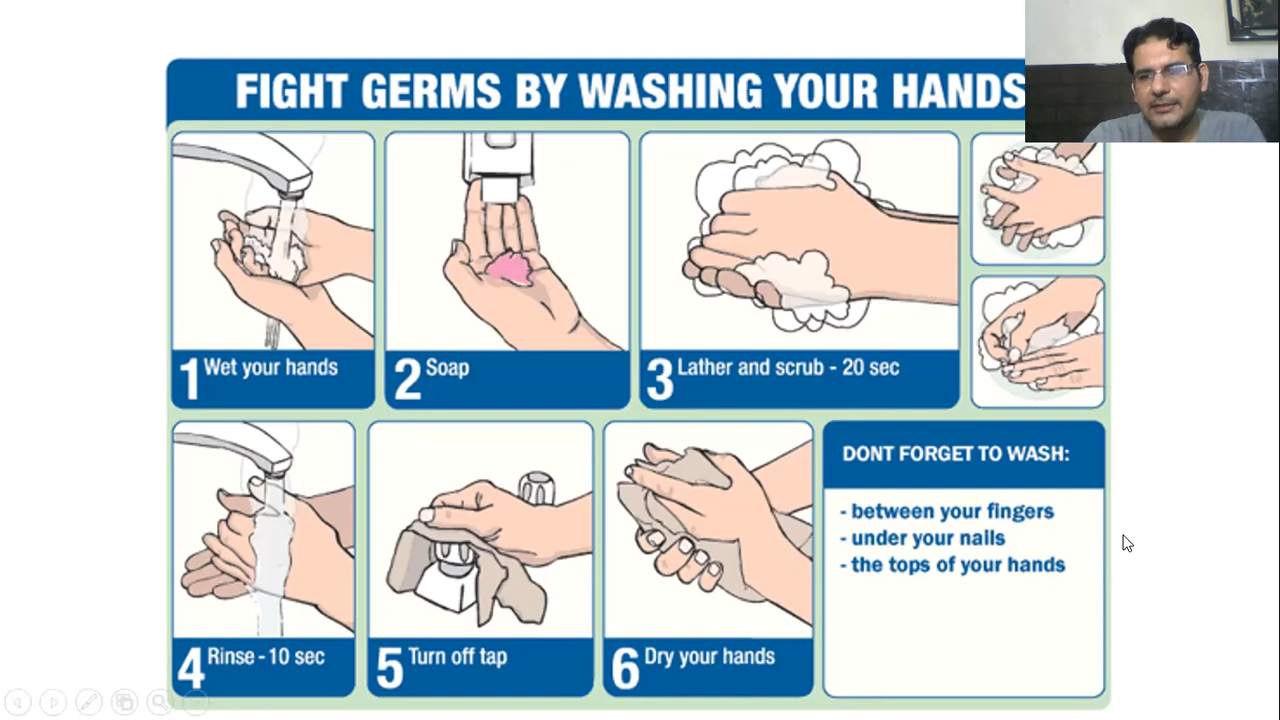 FIGHT GERMS BY WASHING YOUR HANDS
1 Wet your hands
2 Soap
3 Lather and scrub - 20 sec
4 Rinse - 10 sec
5 Turn off tap
6 Dry your hands
DONT FORGET TO WASH:
- between your fingers
- under your nails
- the tops of your hands